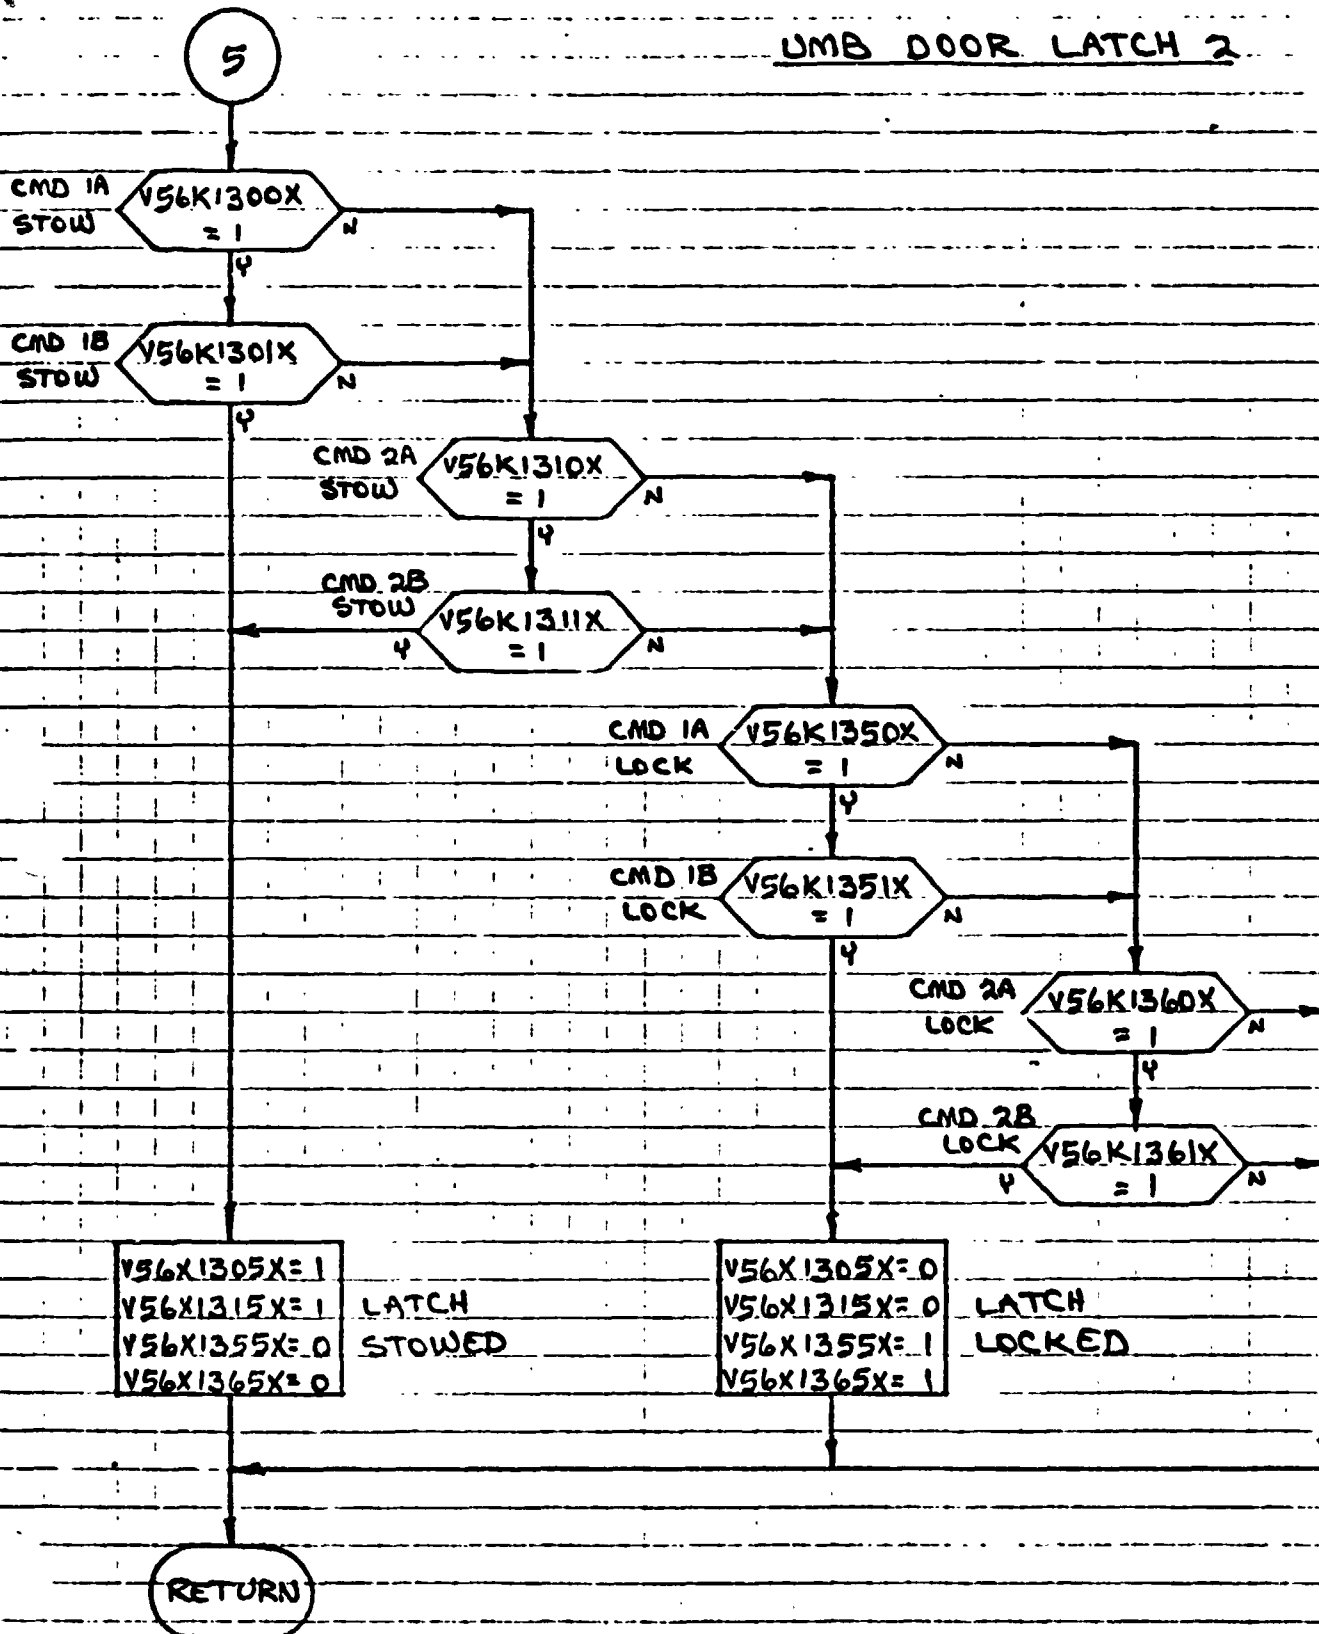 5
UMB DOOR LATCH 2
CMD 1A
STOW
V56K1300X
= 1
N
Y
CMD 1B
STOW
V56K1301X
= 1
N
Y
CMD 2A
STOW
V56K1310X
= 1
N
Y
CMD 2B
STOW
V56K1311X
= 1
Y
N
CMD 1A
LOCK
V56K1350X
= 1
N
Y
CMD 1B
LOCK
V56K1351X
= 1
N
Y
CMD 2A
LOCK
V56K1360X
= 1
N
Y
CMD 2B
LOCK
V56K1361X
= 1
Y
N
V56X1305X= 1
V56X1315X= 1
V56X1355X= 0
V56X1365X= 0
LATCH
STOWED
V56X1305X= 0
V56X1315X= 0
V56X1355X= 1
V56X1365X= 1
LATCH
LOCKED
RETURN